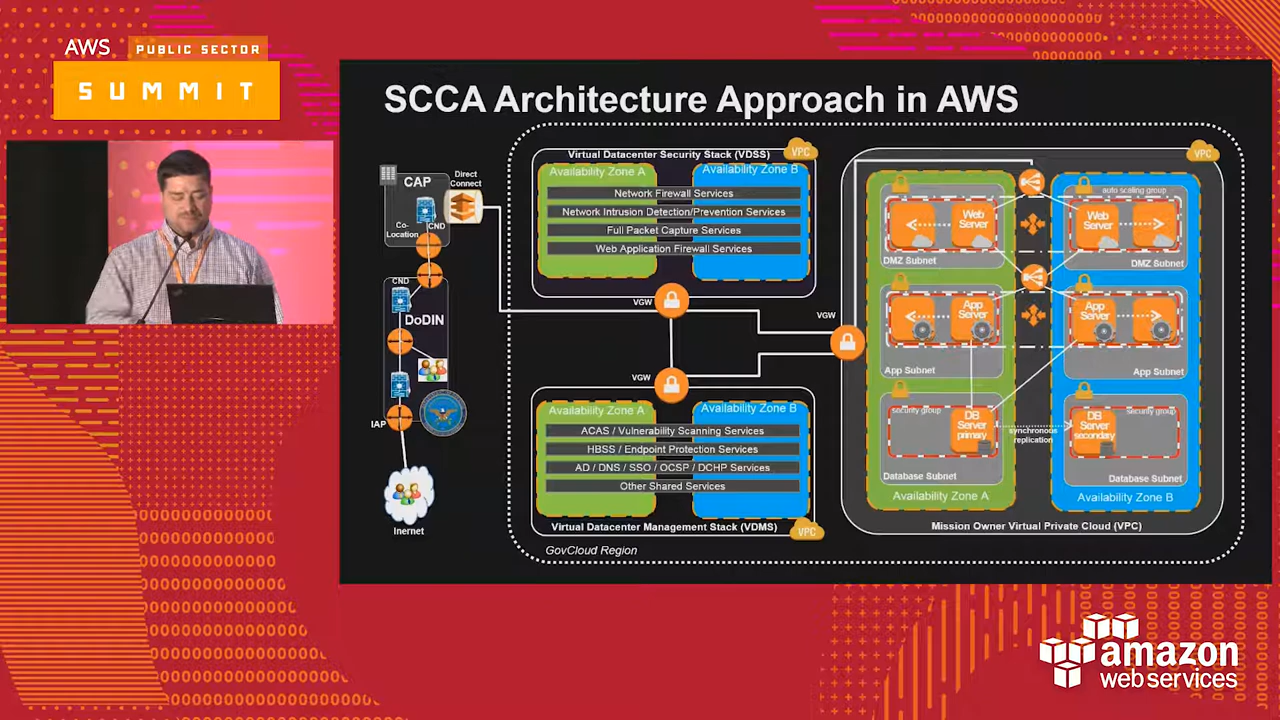 AWS PUBLIC SECTOR
SUMMIT
SCCA Architecture Approach in AWS
CAP
Direct
Connect
Co-
Location
CND
CND
DoDIN
IAP
Inernet
Virtual Datacenter Security Stack (VDSS)
VPC
Availability Zone A
Availability Zone B
Network Firewall Services
Network Intrusion Detection/Prevention Services
Full Packet Capture Services
Web Application Firewall Services
VGW
VGW
VGW
Availability Zone A
Availability Zone B
ACAS / Vulnerability Scanning Services
HBSS / Endpoint Protection Services
AD / DNS / SSO / OCSP / DCHP Services
Other Shared Services
Virtual Datacenter Management Stack (VDMS)
VPC
GovCloud Region
VPC
auto scaling group
Web
Server
Web
Server
DMZ Subnet
DMZ Subnet
App
Server
App
Server
App Subnet
App Subnet
security group
security group
DB
Server
primary
synchronous
replication
DB
Server
secondary
Database Subnet
Database Subnet
Availability Zone A
Availability Zone B
Mission Owner Virtual Private Cloud (VPC)
amazon
web services